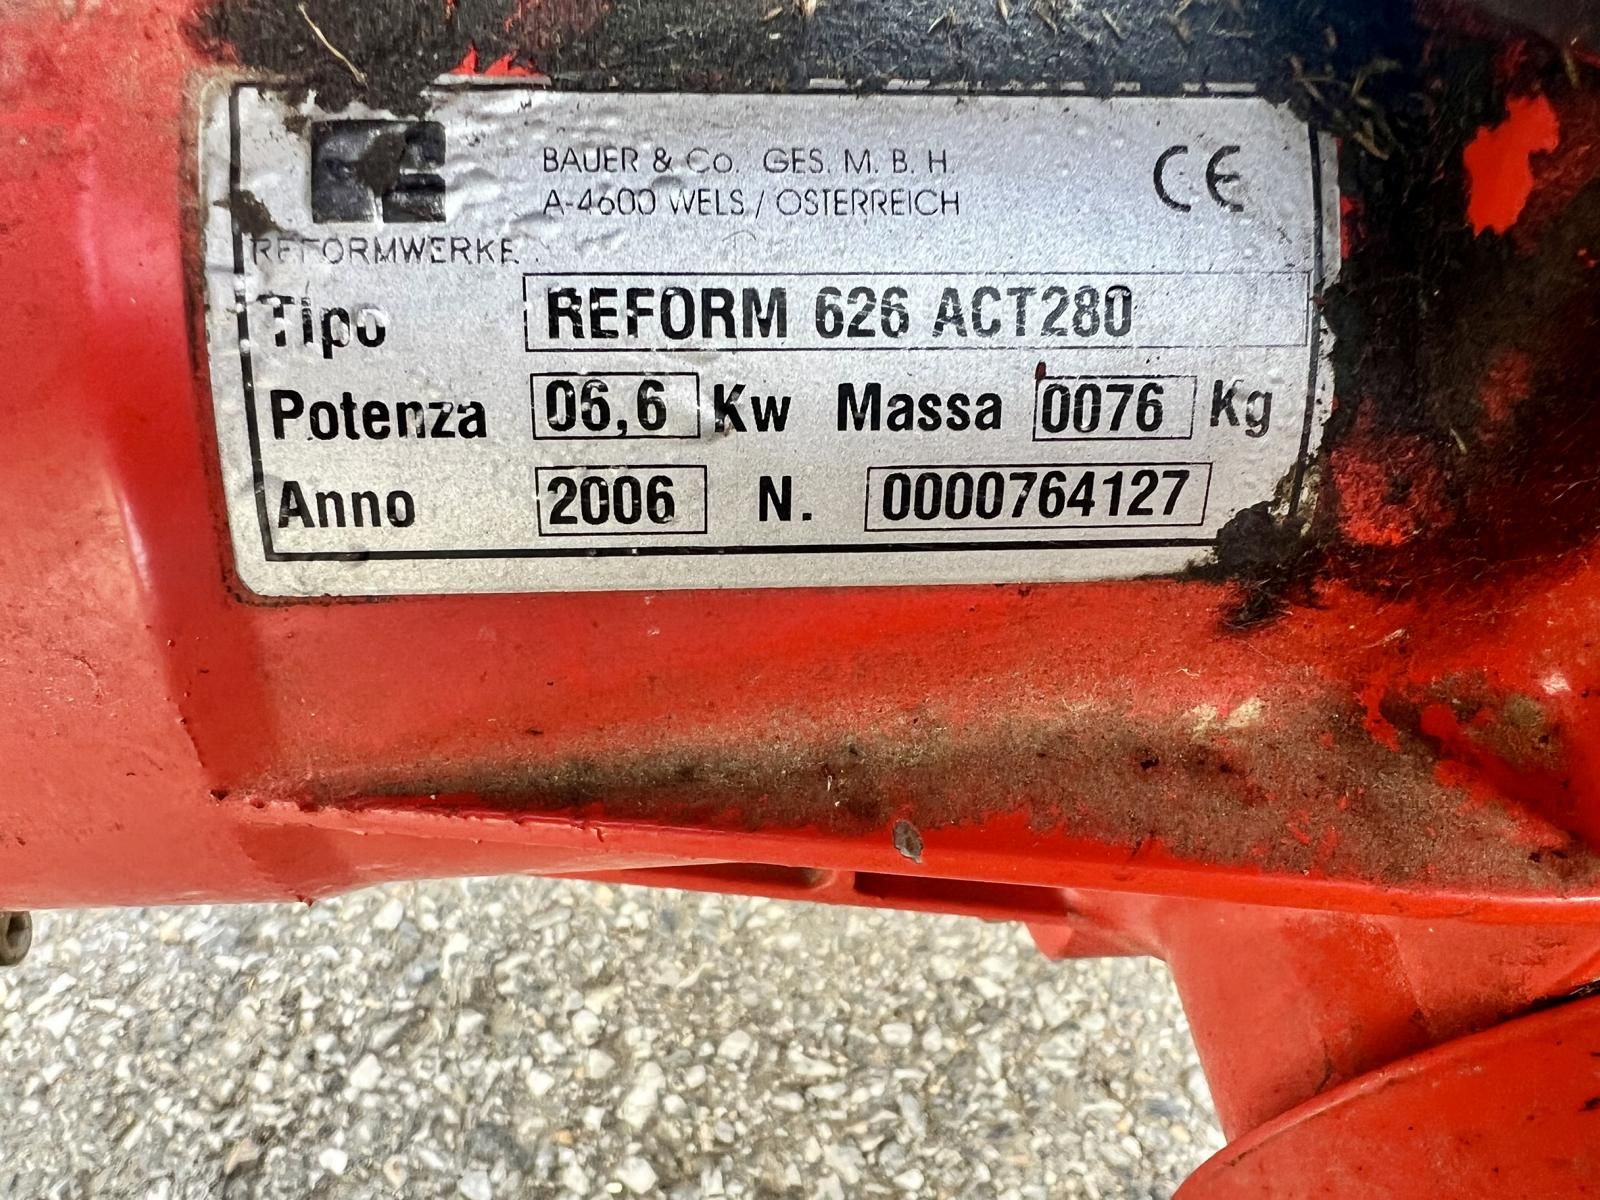 BAUER & Co. GES. M. B. H.
A-4600 WELS / OSTERREICH
CE
REFORMWERKE
Tipo REFORM 626 ACT280
Potenza 06,6 Kw Massa 0076 Kg
Anno 2006 N. 0000764127